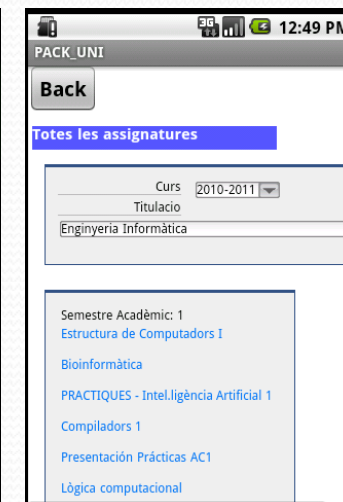 3G 12:49 PM
PACK_UNI
Back
Totes les assignatures
Curs 2010-2011
Titulacio
Enginyeria Informàtica
Semestre Acadèmic: 1
Estructura de Computadors I
Bioinformàtica
PRACTIQUES - Intel.ligència Artificial 1
Compiladors 1
Presentación Prácticas AC1
Lògica computacional